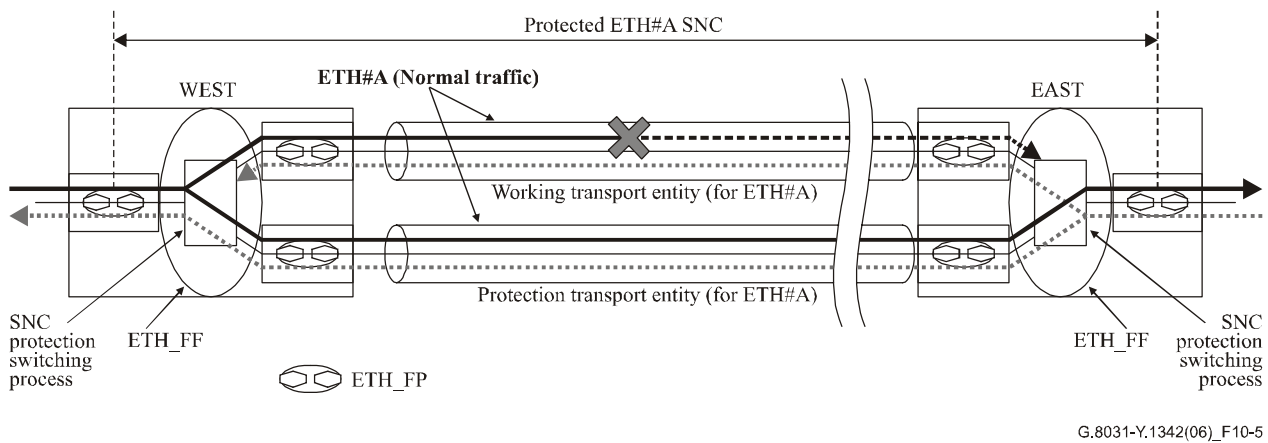 Protected ETH#A SNC
ETH#A (Normal traffic)
WEST
EAST
Working transport entity (for ETH#A)
Protection transport entity (for ETH#A)
SNC
protection
switching
process
ETH_FF
ETH_FF
SNC
protection
switching
process
ETH_FP
G.8031-Y.1342(06)_F10-5